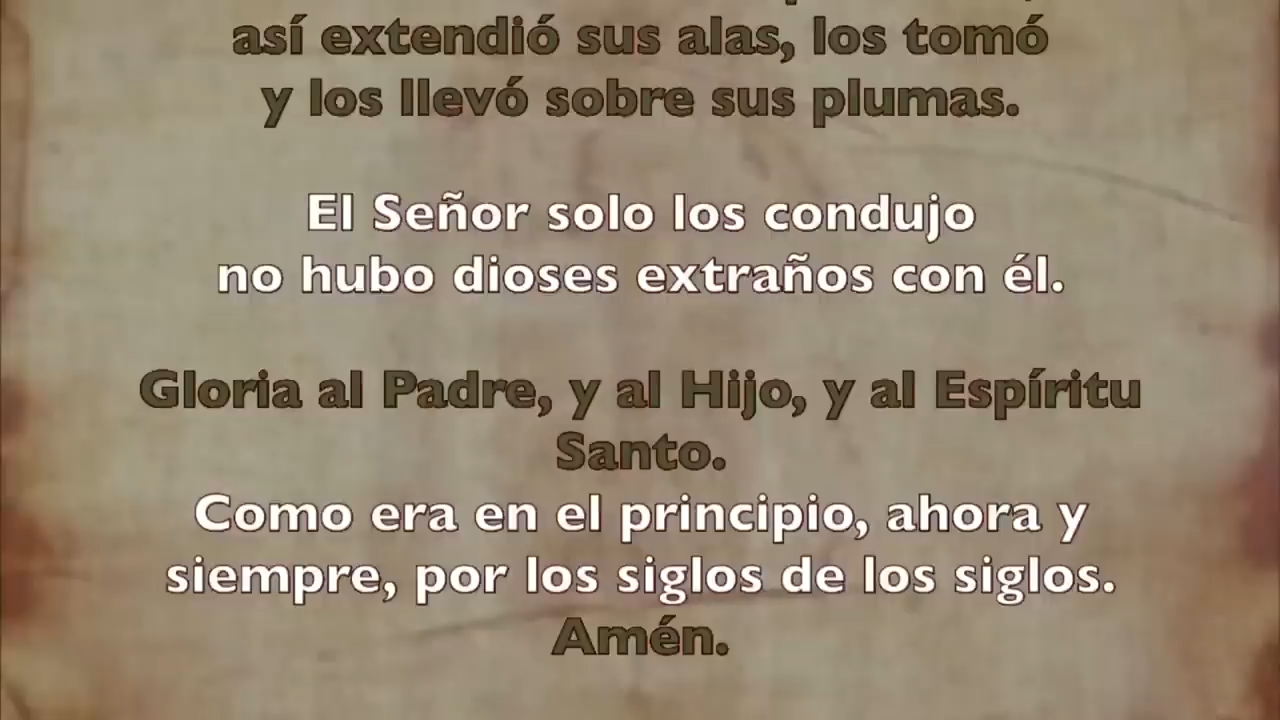 así extendió sus alas, los tomó
y los llevó sobre sus plumas.
El Señor solo los condujo
no hubo dioses extraños con él.
Gloria al Padre, y al Hijo, y al Espíritu
Santo.
Como era en el principio, ahora y
siempre, por los siglos de los siglos.
Amén.